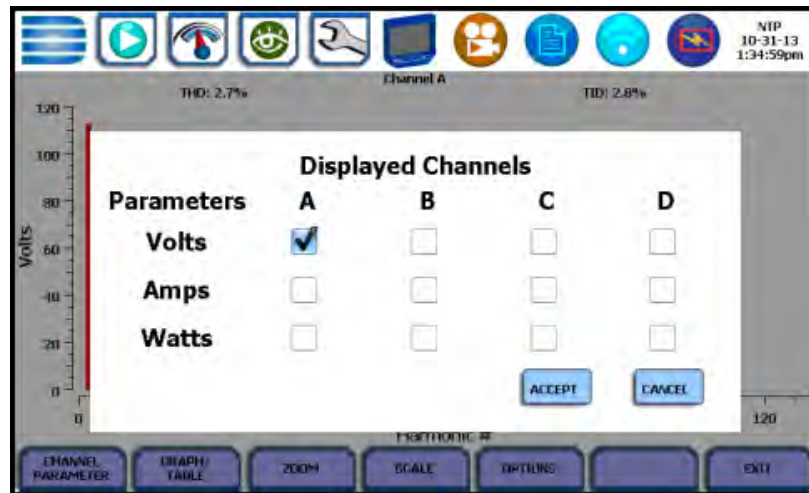 NTP
10-31-13
1:34:59pm
Channel A
THD: 2.7%
TID: 2.8%
120
100
80
60
40
20
0
Volts
Displayed Channels
Parameters A B C D
Volts
Amps
Watts
ACCEPT CANCEL
0 120
Harmonic #
CHANNEL PARAMETER
GRAPH/ TABLE
ZOOM
SCALE
OPTIONS
EXIT